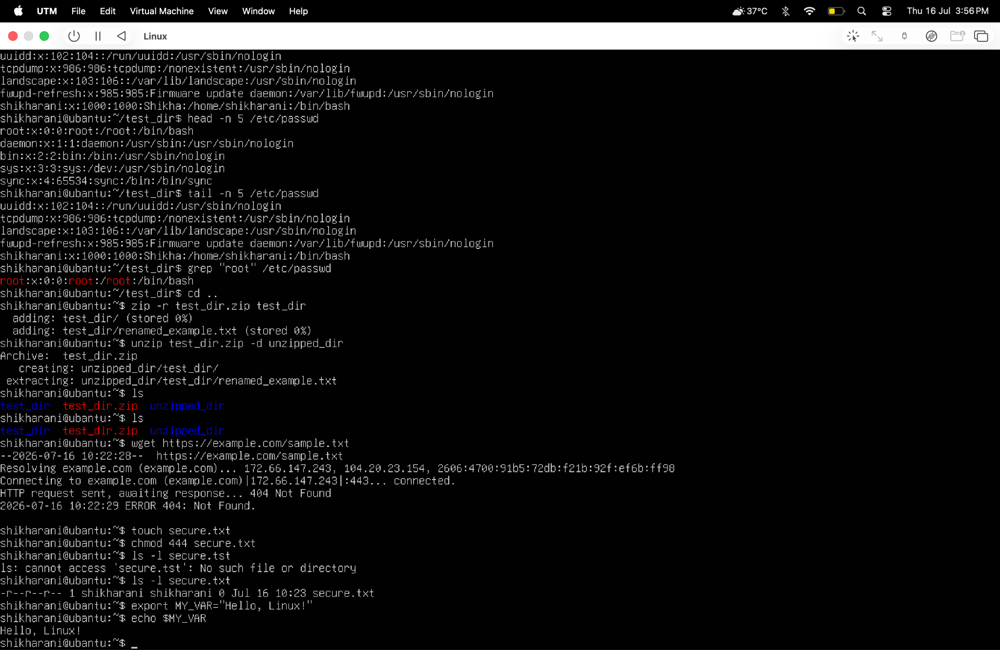 UTM File Edit Virtual Machine View Window Help 37°C Thu 16 Jul 3:56 PM
Linux
uuidd:x:102:104::/run/uuidd:/usr/sbin/nologin
tcpdump:x:986:986:tcpdump:/nonexistent:/usr/sbin/nologin
landscape:x:103:106::/var/lib/landscape:/usr/sbin/nologin
fwupd-refresh:x:985:985:Firmware update daemon:/var/lib/fwupd:/usr/sbin/nologin
shikharani:x:1000:1000:Shikha:/home/shikharani:/bin/bash
shikharani@ubantu:~/test_dir$ head -n 5 /etc/passwd
root:x:0:0:root:/root:/bin/bash
daemon:x:1:1:daemon:/usr/sbin:/usr/sbin/nologin
bin:x:2:2:bin:/bin:/usr/sbin/nologin
sys:x:3:3:sys:/dev:/usr/sbin/nologin
sync:x:4:65534:sync:/bin:/bin/sync
shikharani@ubantu:~/test_dir$ tail -n 5 /etc/passwd
uuidd:x:102:104::/run/uuidd:/usr/sbin/nologin
tcpdump:x:986:986:tcpdump:/nonexistent:/usr/sbin/nologin
landscape:x:103:106::/var/lib/landscape:/usr/sbin/nologin
fwupd-refresh:x:985:985:Firmware update daemon:/var/lib/fwupd:/usr/sbin/nologin
shikharani:x:1000:1000:Shikha:/home/shikharani:/bin/bash
shikharani@ubantu:~/test_dir$ grep "root" /etc/passwd
root:x:0:0:root:/root:/bin/bash
shikharani@ubantu:~/test_dir$ cd ..
shikharani@ubantu:~$ zip -r test_dir.zip test_dir
  adding: test_dir/ (stored 0%)
  adding: test_dir/renamed_example.txt (stored 0%)
shikharani@ubantu:~$ unzip test_dir.zip -d unzipped_dir
Archive:  test_dir.zip
   creating: unzipped_dir/test_dir/
 extracting: unzipped_dir/test_dir/renamed_example.txt
shikharani@ubantu:~$ ls
test_dir  test_dir.zip  unzipped_dir
shikharani@ubantu:~$ ls
test_dir  test_dir.zip  unzipped_dir
shikharani@ubantu:~$ wget https://example.com/sample.txt
--2026-07-16 10:22:28--  https://example.com/sample.txt
Resolving example.com (example.com)... 172.66.147.243, 104.20.23.154, 2606:4700:91b5:72db:f21b:92f:ef6b:ff98
Connecting to example.com (example.com)|172.66.147.243|:443... connected.
HTTP request sent, awaiting response... 404 Not Found
2026-07-16 10:22:29 ERROR 404: Not Found.
shikharani@ubantu:~$ touch secure.txt
shikharani@ubantu:~$ chmod 444 secure.txt
shikharani@ubantu:~$ ls -l secure.tst
ls: cannot access 'secure.tst': No such file or directory
shikharani@ubantu:~$ ls -l secure.txt
-r--r--r-- 1 shikharani shikharani 0 Jul 16 10:23 secure.txt
shikharani@ubantu:~$ export MY_VAR="Hello, Linux!"
shikharani@ubantu:~$ echo $MY_VAR
Hello, Linux!
shikharani@ubantu:~$ _